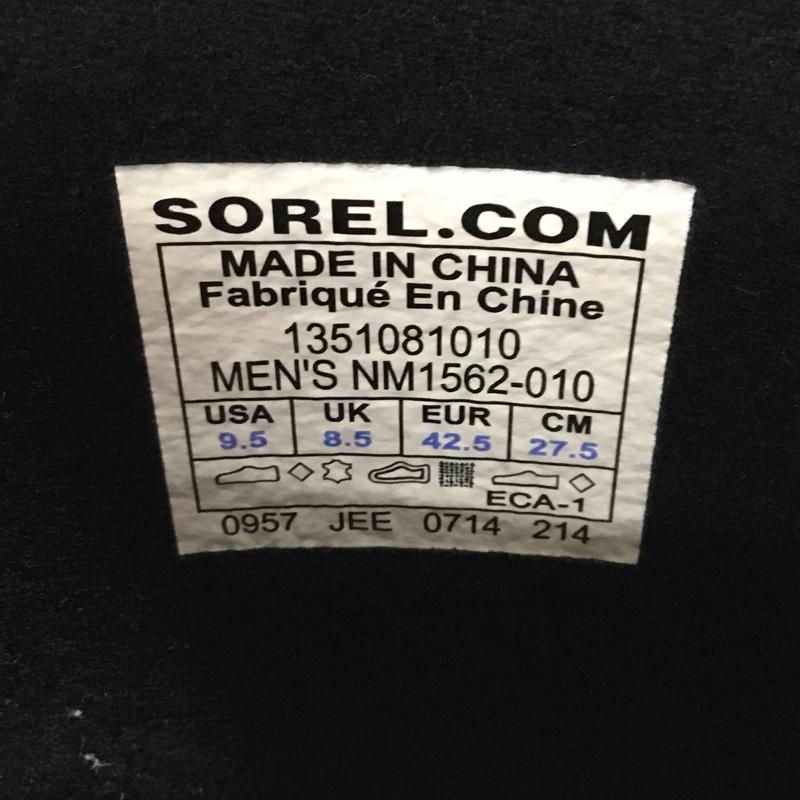 SOREL.COM
MADE IN CHINA
Fabriqué En Chine
1351081010
MEN'S NM1562-010
USA UK EUR CM
9.5 8.5 42.5 27.5
ECA-1
0957 JEE 0714 214